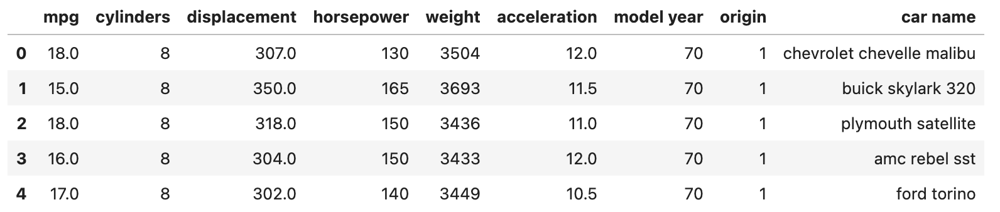 mpg cylinders displacement horsepower weight acceleration model year origin car name
0 18.0 8 307.0 130 3504 12.0 70 1 chevrolet chevelle malibu
1 15.0 8 350.0 165 3693 11.5 70 1 buick skylark 320
2 18.0 8 318.0 150 3436 11.0 70 1 plymouth satellite
3 16.0 8 304.0 150 3433 12.0 70 1 amc rebel sst
4 17.0 8 302.0 140 3449 10.5 70 1 ford torino